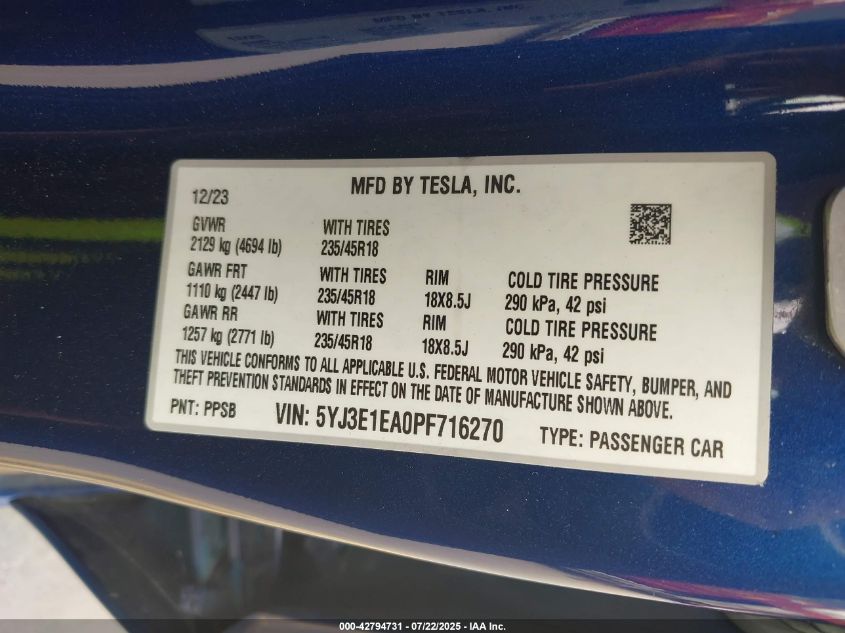 MFD BY TESLA, INC.
12/23
GVWR WITH TIRES
2129 kg (4694 lb) 235/45R18
GAWR FRT WITH TIRES RIM COLD TIRE PRESSURE
1110 kg (2447 lb) 235/45R18 18X8.5J 290 kPa, 42 psi
GAWR RR WITH TIRES RIM COLD TIRE PRESSURE
1257 kg (2771 lb) 235/45R18 18X8.5J 290 kPa, 42 psi
THIS VEHICLE CONFORMS TO ALL APPLICABLE U.S. FEDERAL MOTOR VEHICLE SAFETY, BUMPER, AND
THEFT PREVENTION STANDARDS IN EFFECT ON THE DATE OF MANUFACTURE SHOWN ABOVE.
PNT: PPSB VIN: 5YJ3E1EA0PF716270 TYPE: PASSENGER CAR
000-42794731 - 07/22/2025 - IAA Inc.